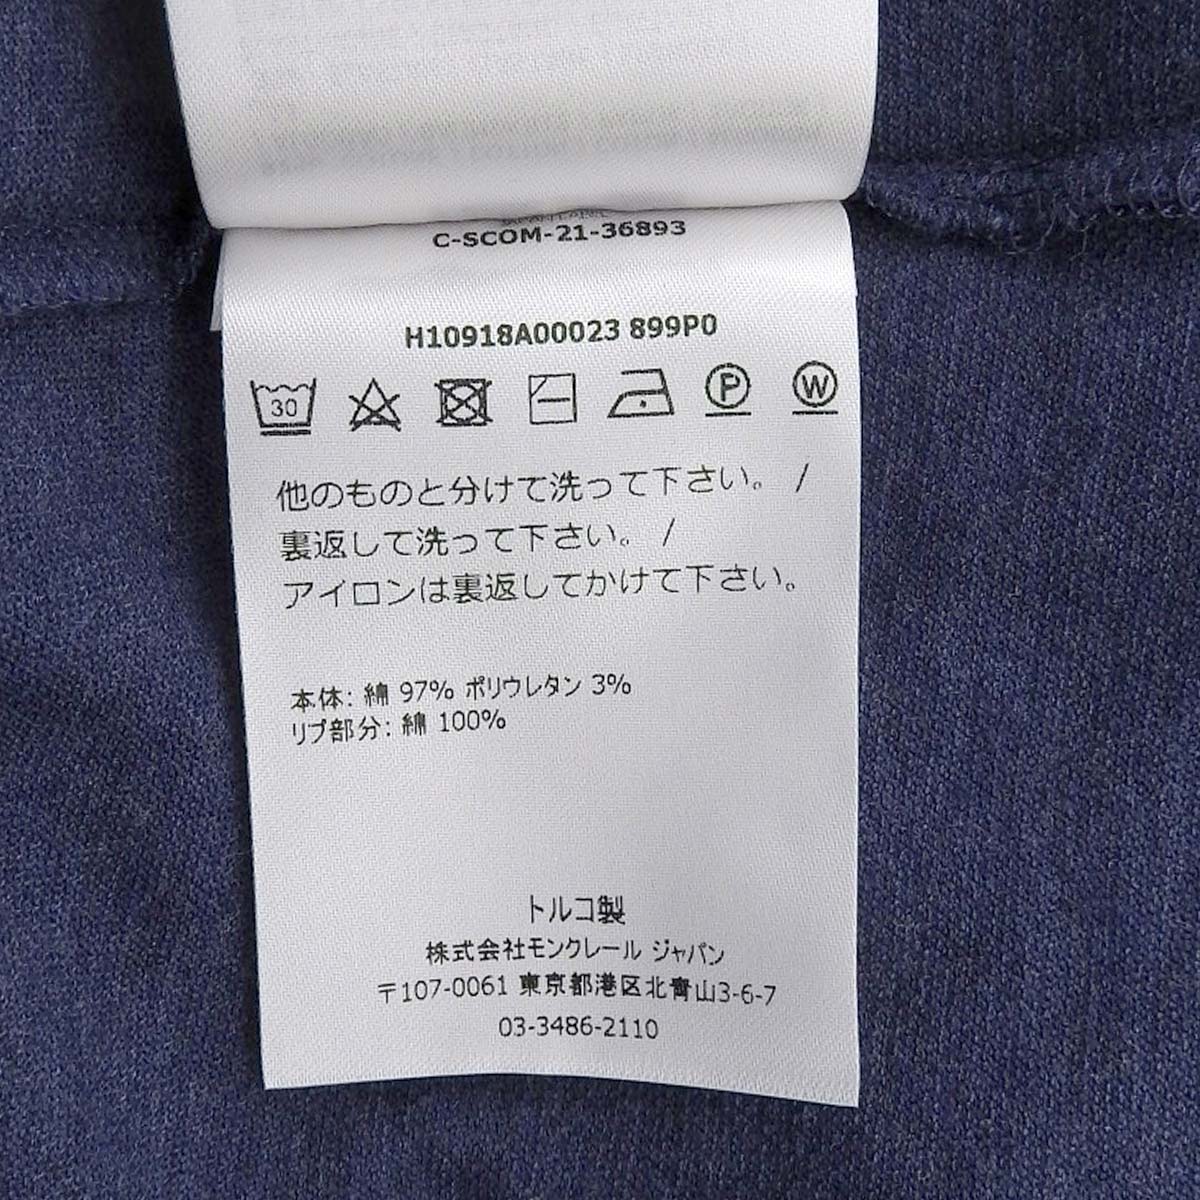 C-SCOM-21-36893
H10918A00023 899P0
30 P W
他のものと分けて洗って下さい。 /
裏返して洗って下さい。 /
アイロンは裏返してかけて下さい。
本体: 綿 97% ポリウレタン 3%
リブ部分: 綿 100%
トルコ製
株式会社モンクレール ジャパン
〒107-0061 東京都港区北青山3-6-7
03-3486-2110